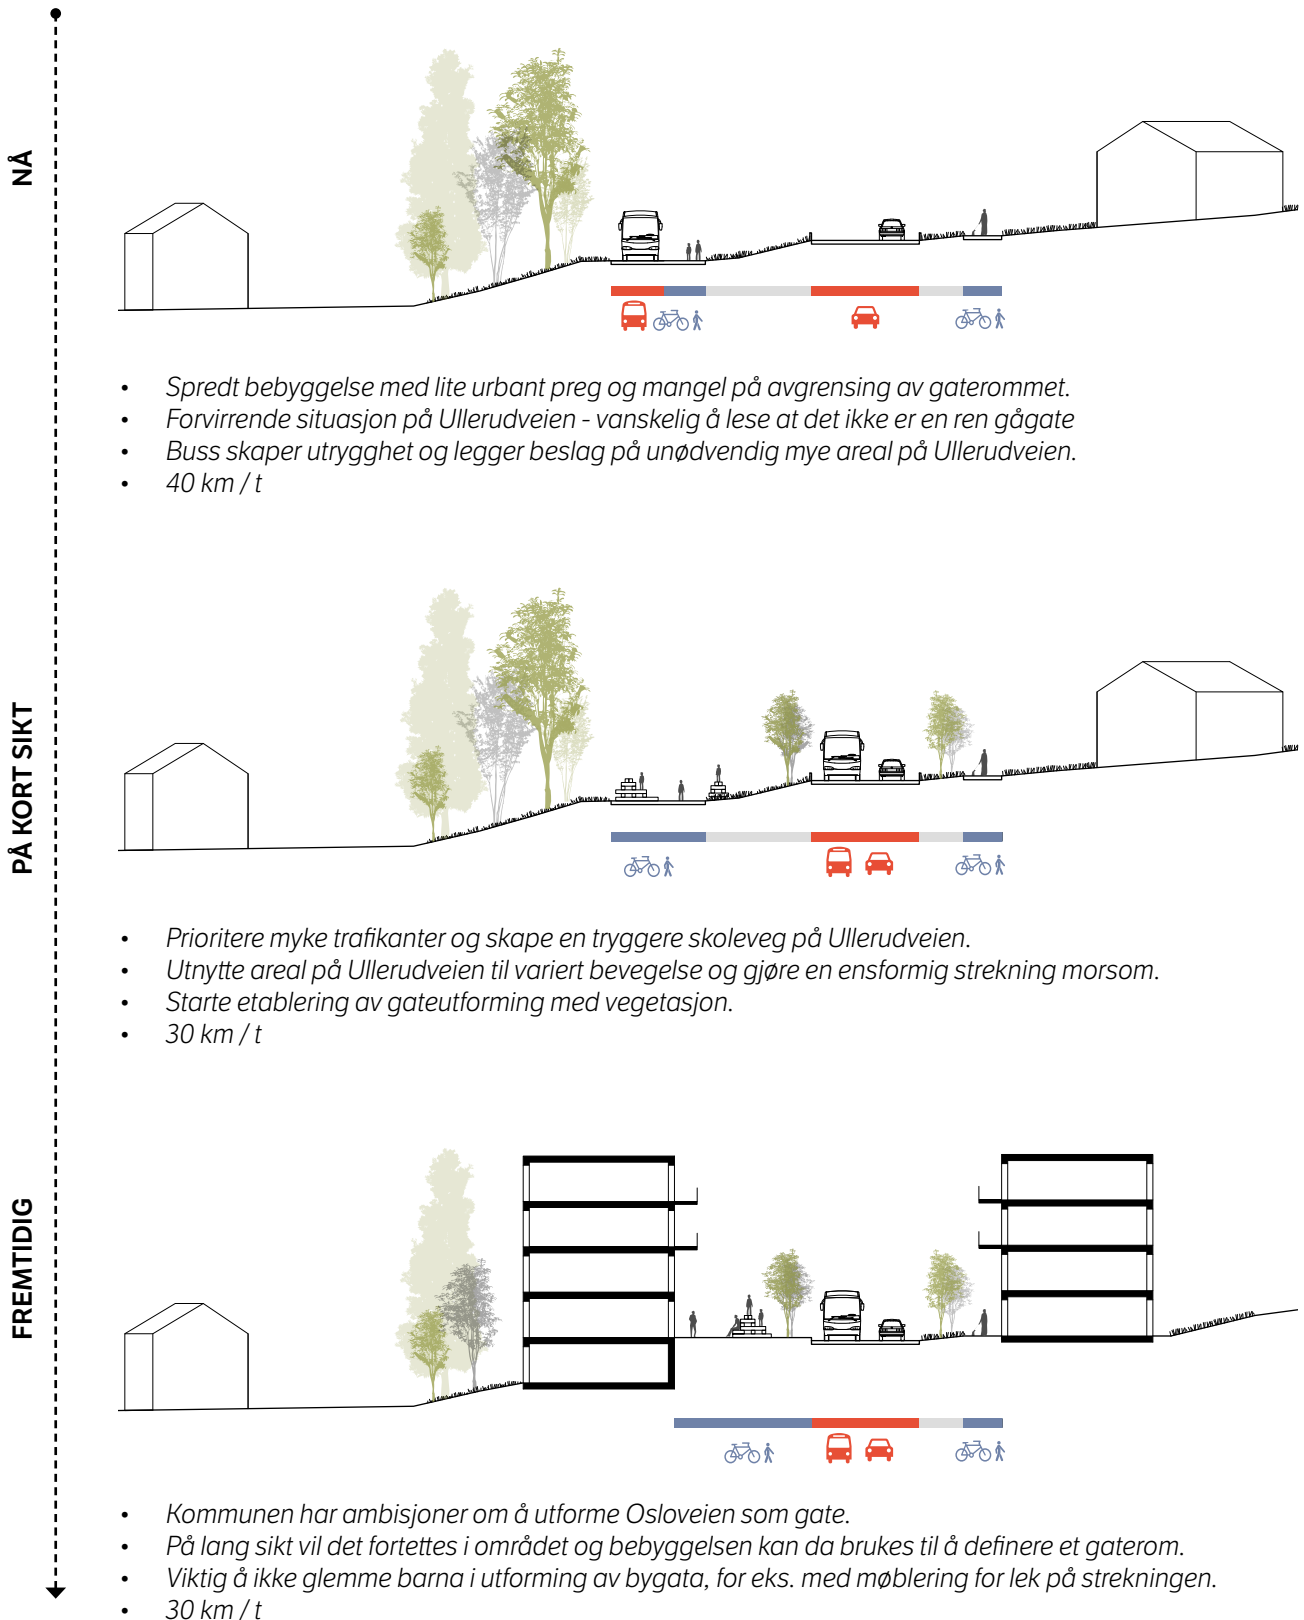 NÅ
• Spredt bebyggelse med lite urbant preg og mangel på avgrensing av gaterommet.
• Forvirrende situasjon på Ullerudveien - vanskelig å lese at det ikke er en ren gågate
• Buss skaper utrygghet og legger beslag på unødvendig mye areal på Ullerudveien.
• 40 km / t
PÅ KORT SIKT
• Prioritere myke trafikanter og skape en tryggere skoleveg på Ullerudveien.
• Utnytte areal på Ullerudveien til variert bevegelse og gjøre en ensformig strekning morsom.
• Starte etablering av gateutforming med vegetasjon.
• 30 km / t
FREMTIDIG
• Kommunen har ambisjoner om å utforme Osloveien som gate.
• På lang sikt vil det fortettes i området og bebyggelsen kan da brukes til å definere et gaterom.
• Viktig å ikke glemme barna i utforming av bygata, for eks. med møblering for lek på strekningen.
• 30 km / t